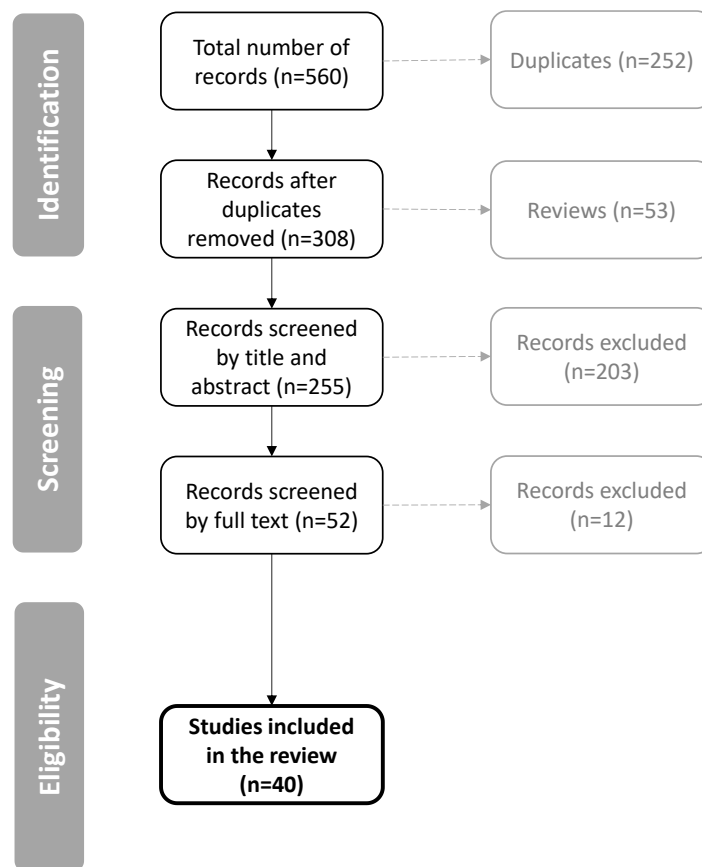 Identification
Total number of
records (n=560)
Duplicates (n=252)
Records after
duplicates
removed (n=308)
Reviews (n=53)
Screening
Records screened
by title and
abstract (n=255)
Records excluded
(n=203)
Records screened
by full text (n=52)
Records excluded
(n=12)
Eligibility
Studies included
in the review
(n=40)